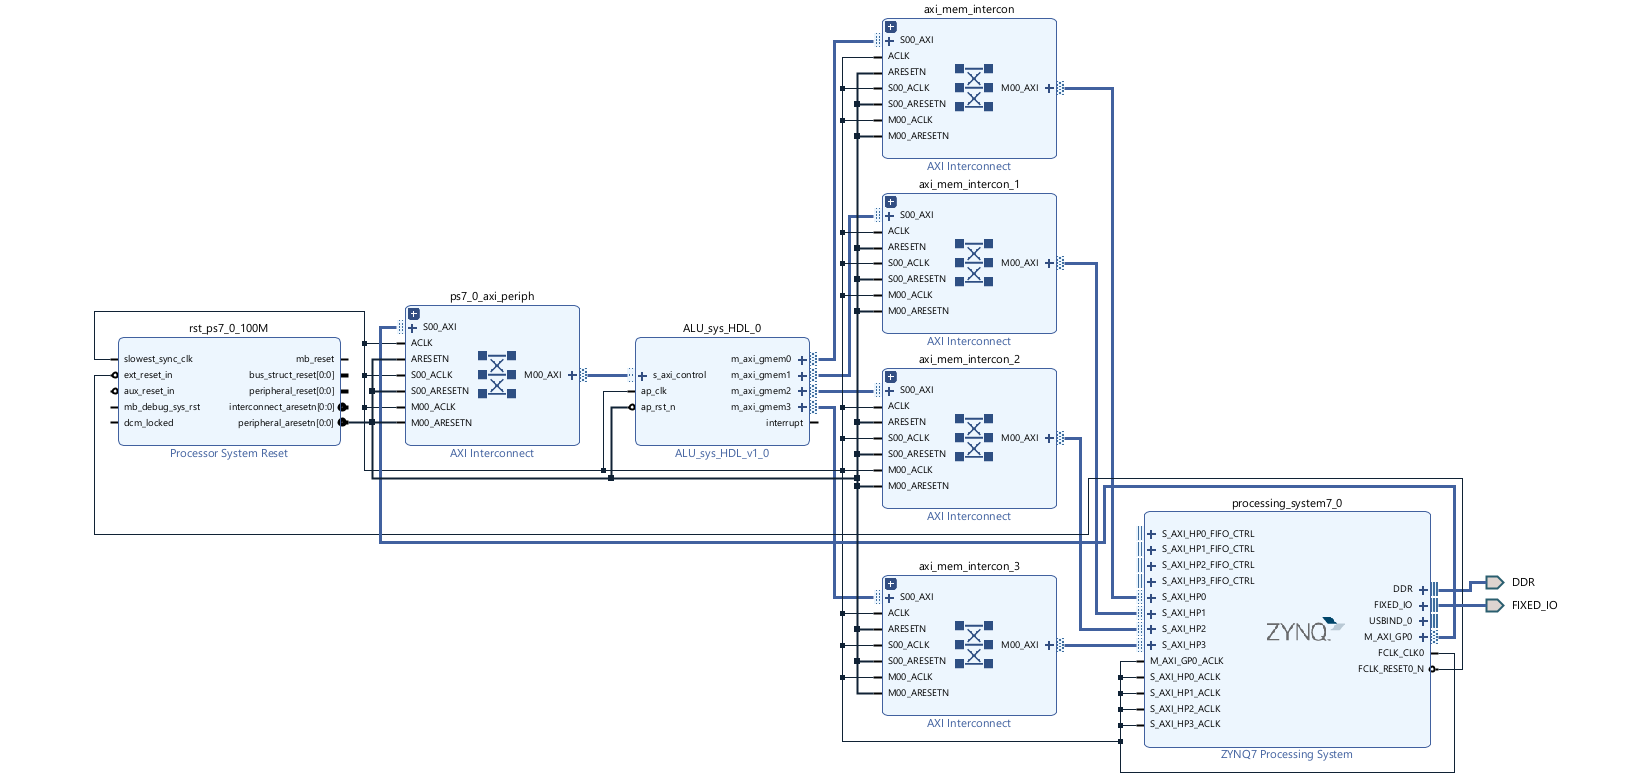 axi_mem_intercon
S00_AXI
ACLK
ARESETN
S00_ACLK
M00_AXI
S00_ARESETN
M00_ACLK
M00_ARESETN
AXI Interconnect
axi_mem_intercon_1
S00_AXI
ACLK
ARESETN
S00_ACLK
M00_AXI
S00_ARESETN
M00_ACLK
M00_ARESETN
AXI Interconnect
ps7_0_axi_periph
S00_AXI
ACLK
ARESETN
S00_ACLK
M00_AXI
S00_ARESETN
M00_ACLK
M00_ARESETN
AXI Interconnect
rst_ps7_0_100M
slowest_sync_clk
mb_reset
ext_reset_in
bus_struct_reset[0:0]
aux_reset_in
peripheral_reset[0:0]
mb_debug_sys_rst
interconnect_aresetn[0:0]
dcm_locked
peripheral_aresetn[0:0]
Processor System Reset
ALU_sys_HDL_0
m_axi_gmem0
s_axi_control
m_axi_gmem1
ap_clk
m_axi_gmem2
ap_rst_n
m_axi_gmem3
interrupt
ALU_sys_HDL_v1_0
axi_mem_intercon_2
S00_AXI
ACLK
ARESETN
S00_ACLK
M00_AXI
S00_ARESETN
M00_ACLK
M00_ARESETN
AXI Interconnect
axi_mem_intercon_3
S00_AXI
ACLK
ARESETN
S00_ACLK
M00_AXI
S00_ARESETN
M00_ACLK
M00_ARESETN
AXI Interconnect
processing_system7_0
S_AXI_HP0_FIFO_CTRL
S_AXI_HP1_FIFO_CTRL
S_AXI_HP2_FIFO_CTRL
S_AXI_HP3_FIFO_CTRL
S_AXI_HP0
S_AXI_HP1
S_AXI_HP2
S_AXI_HP3
M_AXI_GP0_ACLK
S_AXI_HP0_ACLK
S_AXI_HP1_ACLK
S_AXI_HP2_ACLK
S_AXI_HP3_ACLK
ZYNQ
DDR
FIXED_IO
USBIND_0
M_AXI_GP0
FCLK_CLK0
FCLK_RESET0_N
ZYNQ7 Processing System
DDR
FIXED_IO